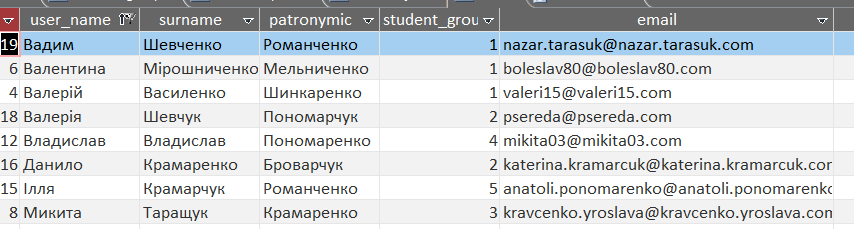 user_name surname patronymic student_grou email
19 Вадим Шевченко Романченко 1 nazar.tarasuk@nazar.tarasuk.com
6 Валентина Мірошниченко Мельниченко 1 boleslav80@boleslav80.com
4 Валерій Василенко Шинкаренко 1 valeri15@valeri15.com
18 Валерія Шевчук Пономарчук 2 psereda@psereda.com
12 Владислав Владислав Пономаренко 4 mikita03@mikita03.com
16 Данило Крамаренко Броварчук 2 katerina.kramarcuk@katerina.kramarcuk.com
15 Ілля Крамарчук Романченко 5 anatoli.ponomarenko@anatoli.ponomarenko
8 Микита Таращук Крамаренко 3 kravcenko.yroslava@kravcenko.yroslava.com